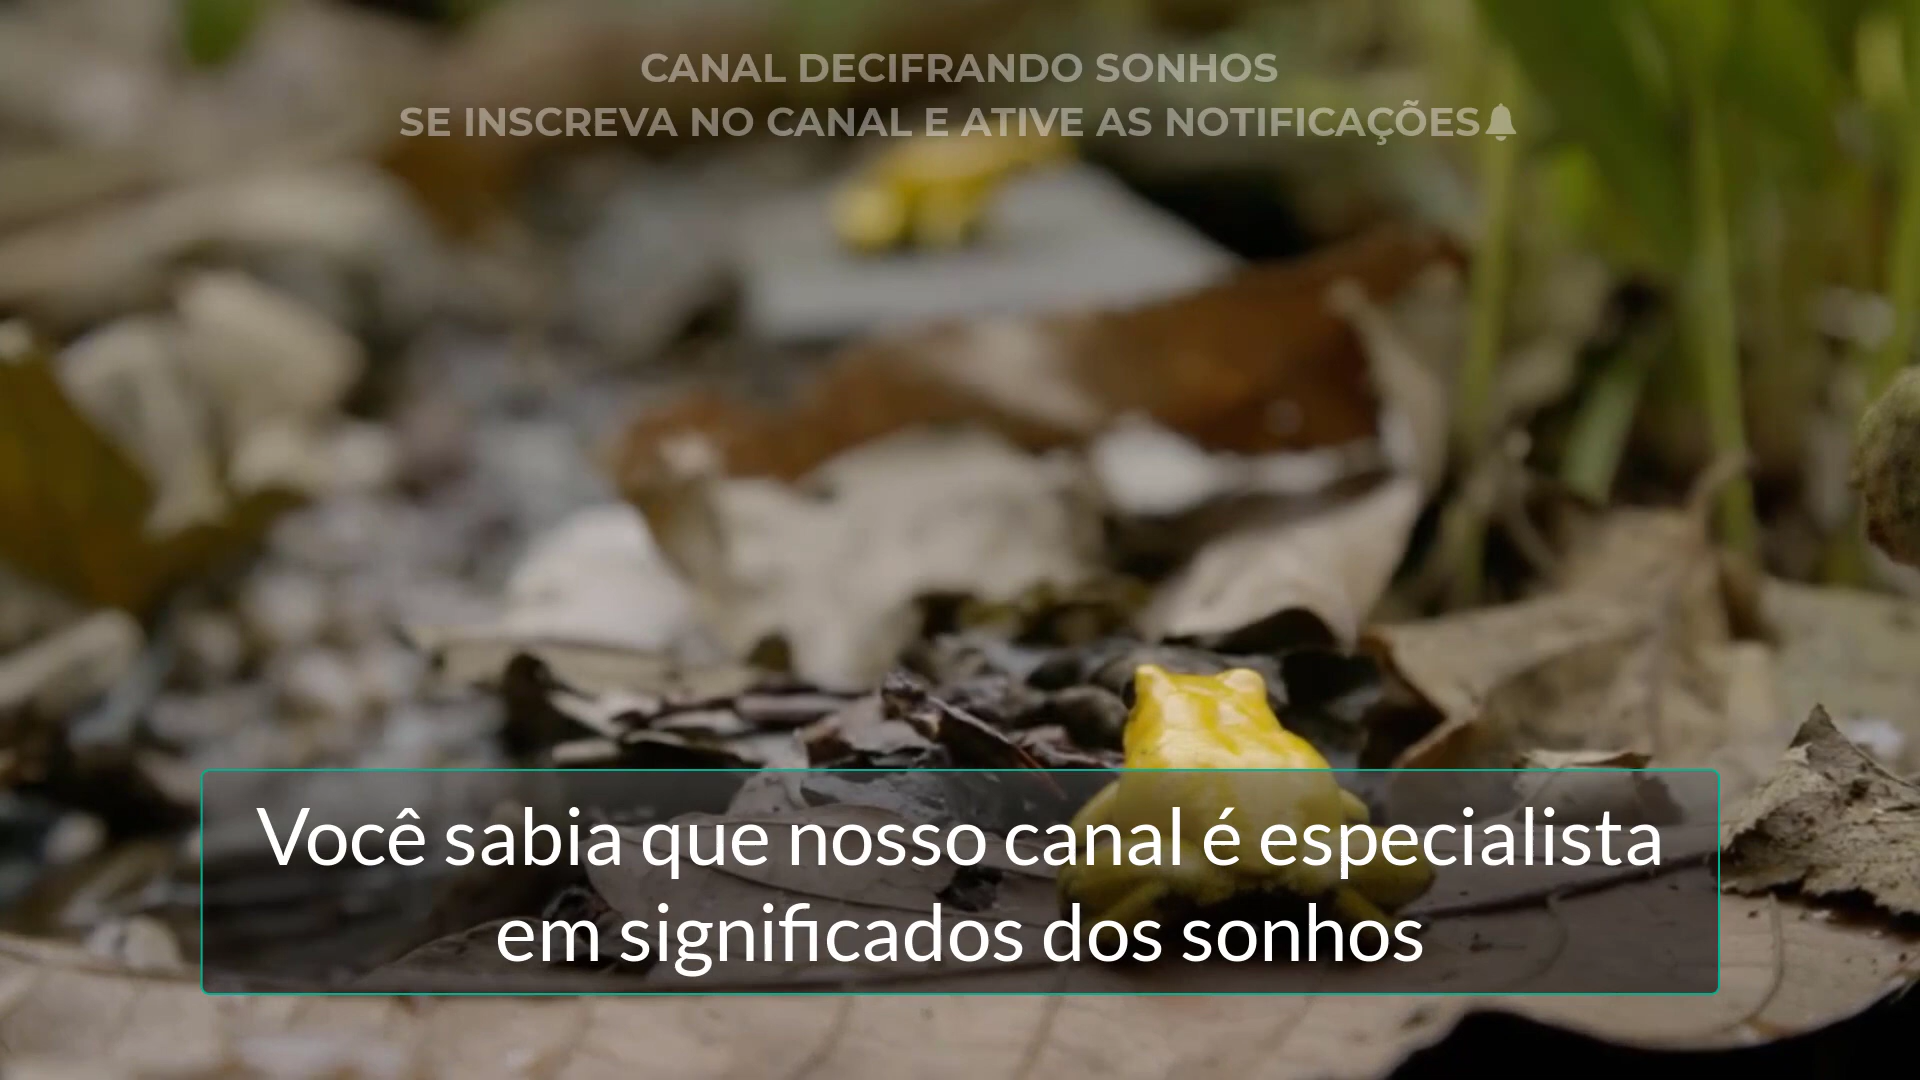 CANAL DECIFRANDO SONHOS
SE INSCREVA NO CANAL E ATIVE AS NOTIFICAÇÕES🔔
Você sabia que nosso canal é especialista
em significados dos sonhos